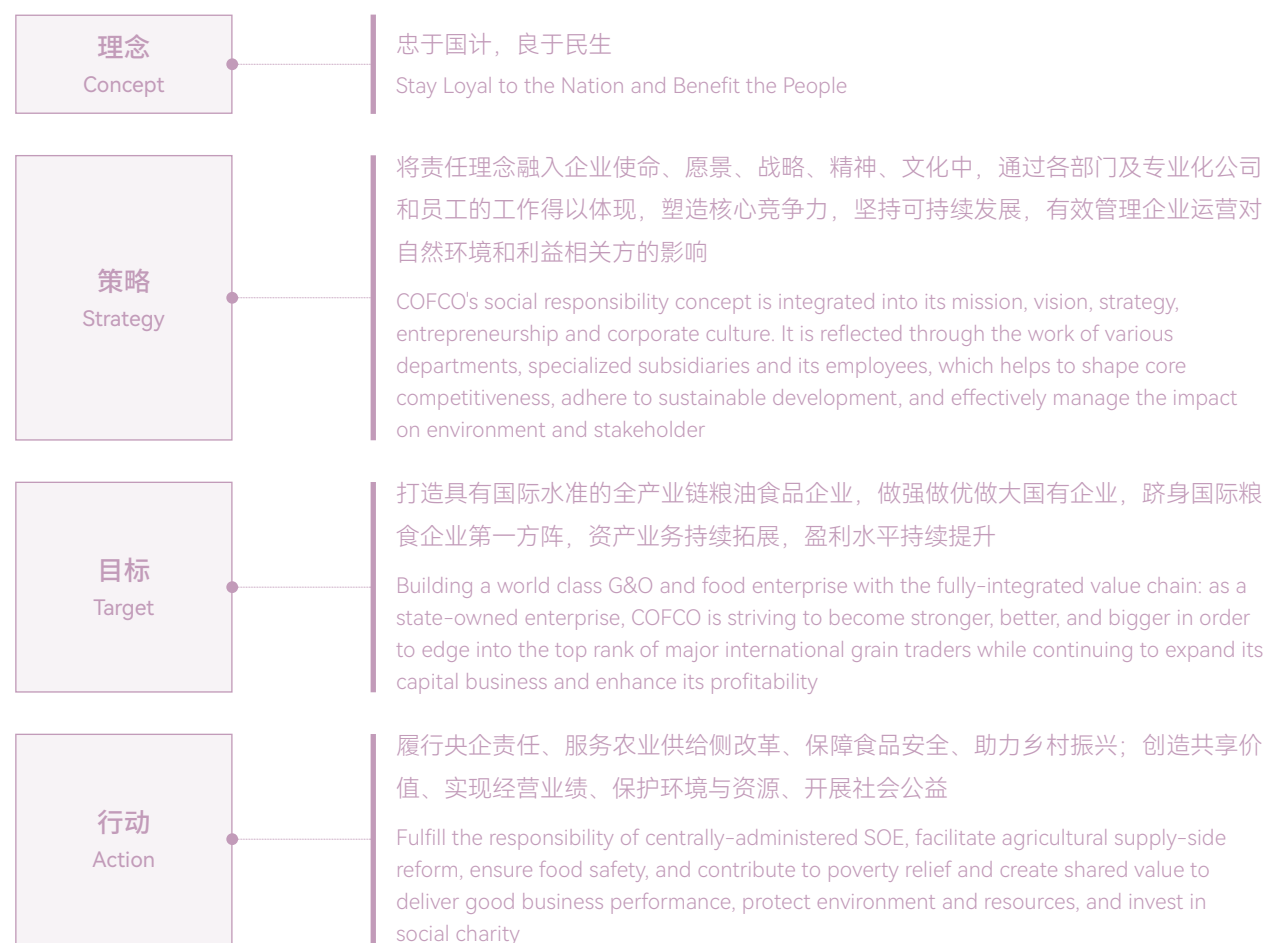 理念
Concept
忠于国计，良于民生
Stay Loyal to the Nation and Benefit the People
策略
Strategy
将责任理念融入企业使命、愿景、战略、精神、文化中，通过各部门及专业化公司
和员工的工作得以体现，塑造核心竞争力，坚持可持续发展，有效管理企业运营对
自然环境和利益相关方的影响
COFCO's social responsibility concept is integrated into its mission, vision, strategy,
entrepreneurship and corporate culture. It is reflected through the work of various
departments, specialized subsidiaries and its employees, which helps to shape core
competitiveness, adhere to sustainable development, and effectively manage the impact
on environment and stakeholder
目标
Target
打造具有国际水准的全产业链粮油食品企业，做强做优做大国有企业，跻身国际粮
食企业第一方阵，资产业务持续拓展，盈利水平持续提升
Building a world class G&O and food enterprise with the fully-integrated value chain: as a
state-owned enterprise, COFCO is striving to become stronger, better, and bigger in order
to edge into the top rank of major international grain traders while continuing to expand its
capital business and enhance its profitability
行动
Action
履行央企责任、服务农业供给侧改革、保障食品安全、助力乡村振兴；创造共享价
值、实现经营业绩、保护环境与资源、开展社会公益
Fulfill the responsibility of centrally-administered SOE, facilitate agricultural supply-side
reform, ensure food safety, and contribute to poverty relief and create shared value to
deliver good business performance, protect environment and resources, and invest in
social charity